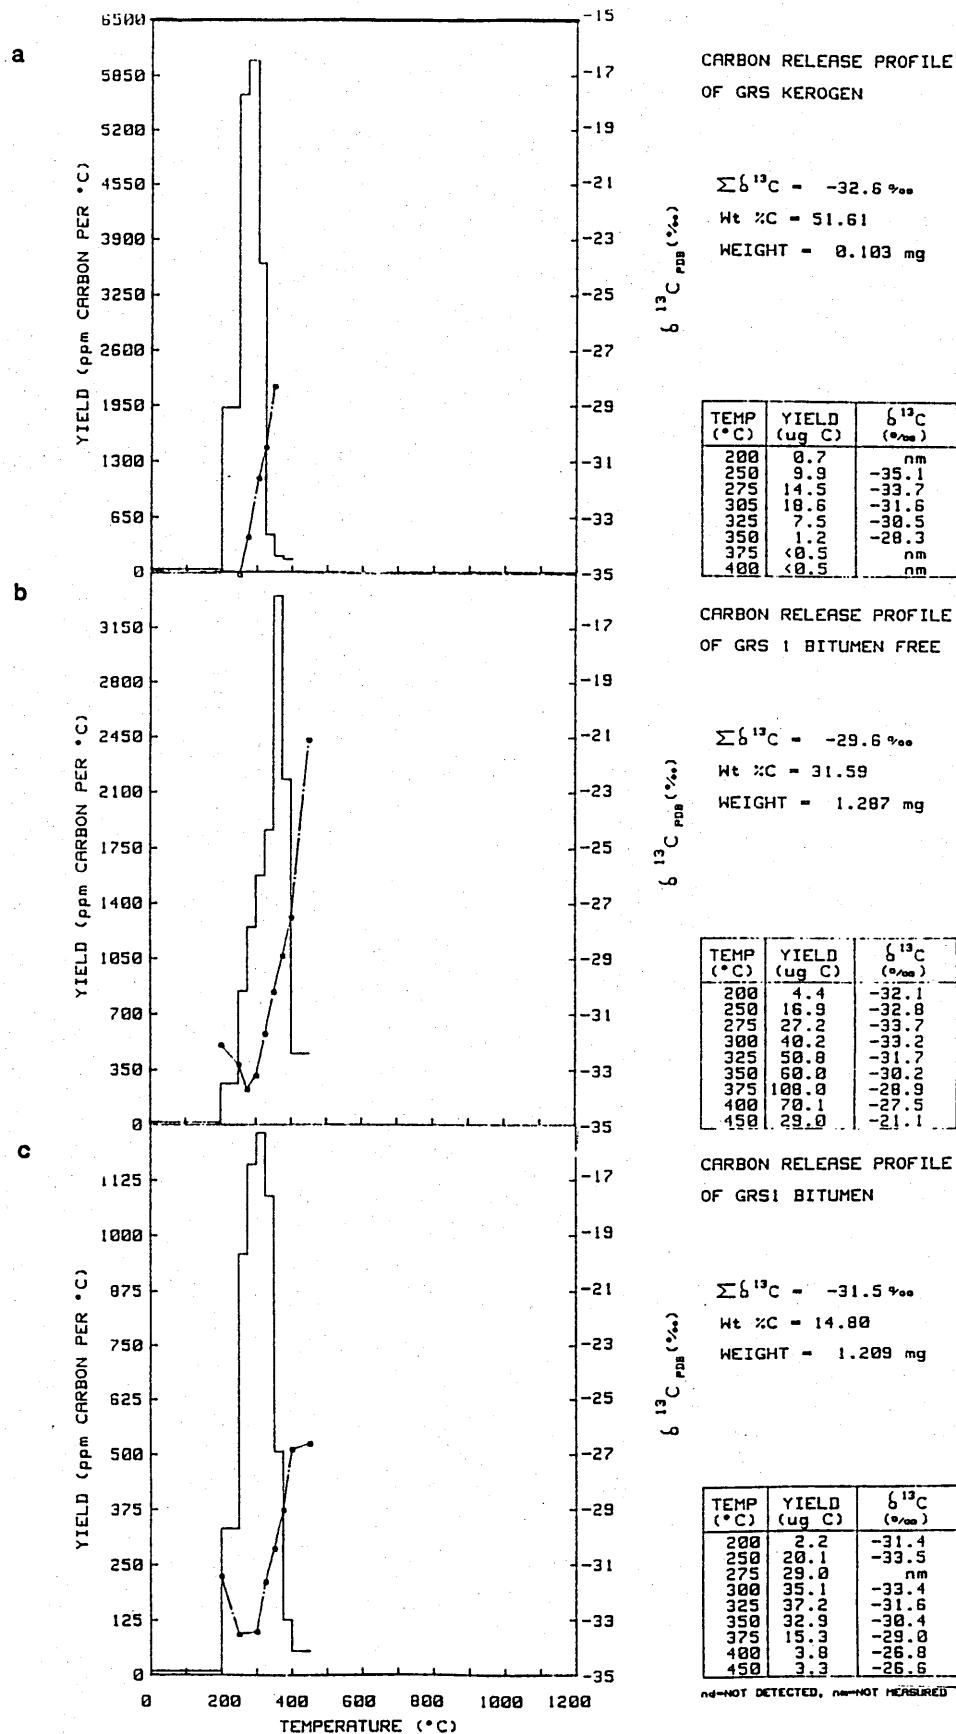 a
6500
5850
5200
4550
3900
3250
2600
1950
1300
650
0
YIELD (ppm CARBON PER °C)
-15
-17
-19
-21
-23
-25
-27
-29
-31
-33
-35
δ ¹³C PDB (‰)
CARBON RELEASE PROFILE
OF GRS KEROGEN
Σδ ¹³C = -32.6 ‰
Wt %C = 51.61
WEIGHT = 0.103 mg
TEMP YIELD δ ¹³C
(°C) (ug C) (‰)
200 0.7 nm
250 9.9 -35.1
275 14.5 -33.7
305 18.6 -31.6
325 7.5 -30.5
350 1.2 -28.3
375 <0.5 nm
400 <0.5 nm
b
3150
2800
2450
2100
1750
1400
1050
700
350
0
YIELD (ppm CARBON PER °C)
-17
-19
-21
-23
-25
-27
-29
-31
-33
-35
δ ¹³C PDB (‰)
CARBON RELEASE PROFILE
OF GRS 1 BITUMEN FREE
Σδ ¹³C = -29.6 ‰
Wt %C = 31.59
WEIGHT = 1.287 mg
TEMP YIELD δ ¹³C
(°C) (ug C) (‰)
200 4.4 -32.1
250 16.9 -32.8
275 27.2 -33.7
300 40.2 -33.2
325 50.8 -31.7
350 60.0 -30.2
375 108.0 -28.9
400 70.1 -27.5
450 29.0 -21.1
c
1125
1000
875
750
625
500
375
250
125
0
YIELD (ppm CARBON PER °C)
-17
-19
-21
-23
-25
-27
-29
-31
-33
-35
δ ¹³C PDB (‰)
0 200 400 600 800 1000 1200
TEMPERATURE (°C)
CARBON RELEASE PROFILE
OF GRS1 BITUMEN
Σδ ¹³C = -31.5 ‰
Wt %C = 14.80
WEIGHT = 1.209 mg
TEMP YIELD δ ¹³C
(°C) (ug C) (‰)
200 2.2 -31.4
250 20.1 -33.5
275 29.0 nm
300 35.1 -33.4
325 37.2 -31.6
350 32.9 -30.4
375 15.3 -29.0
400 3.8 -26.8
450 3.3 -26.6
nd=NOT DETECTED, nm=NOT MEASURED